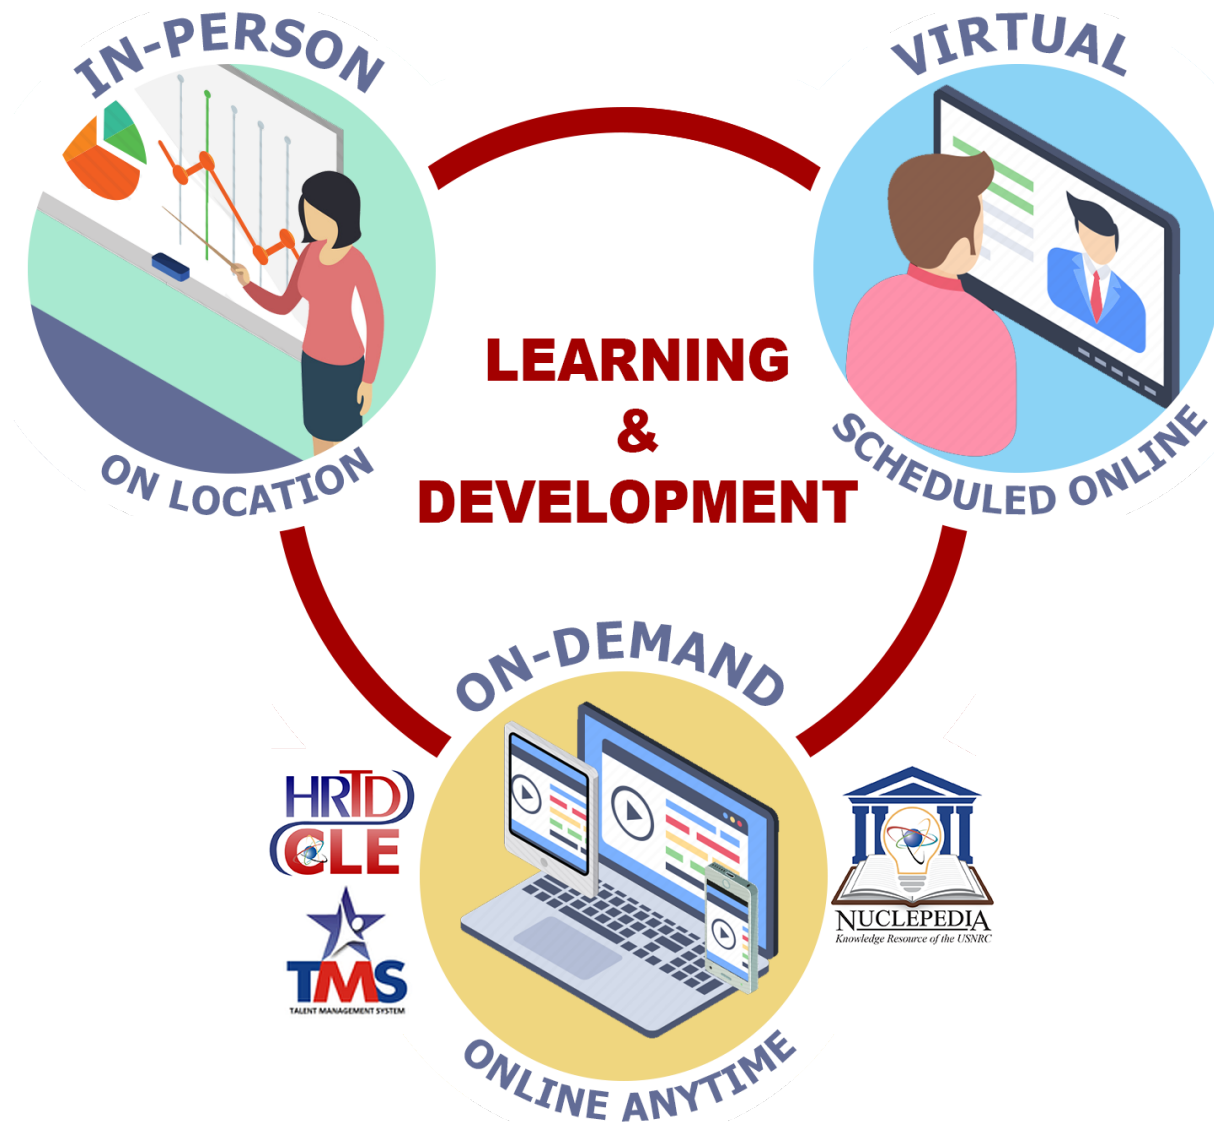 IN-PERSON
ON LOCATION
VIRTUAL
SCHEDULED ONLINE
LEARNING
&
DEVELOPMENT
ON-DEMAND
ONLINE ANYTIME
HRTD
CLE
TMS
TALENT MANAGEMENT SYSTEM
NUCLEPEDIA
Knowledge Resource of the USNRC